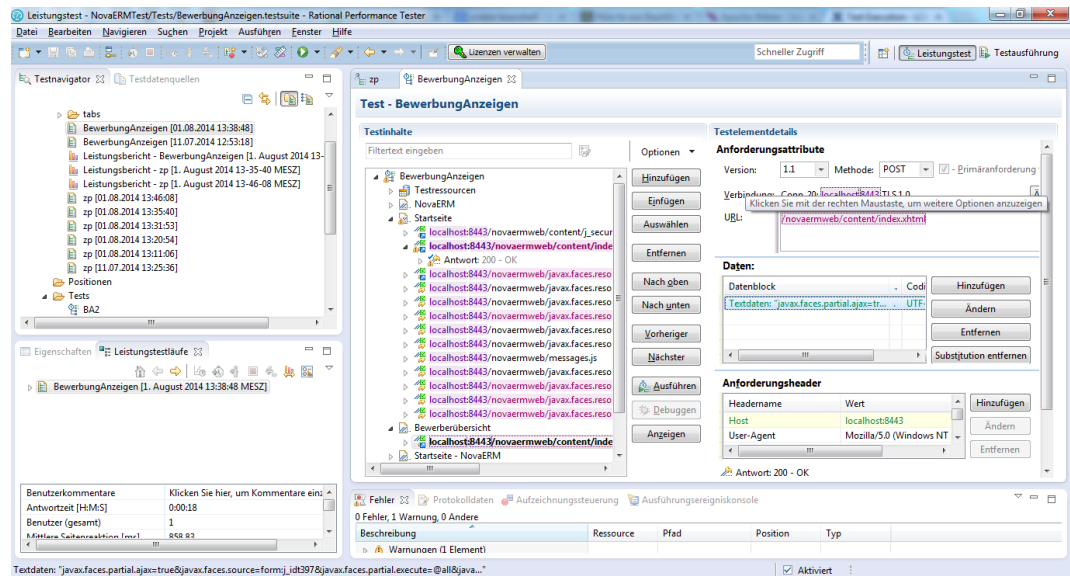 Leistungstest - NovaERMTest/Tests/BewerbungAnzeigen.testsuite - Rational Performance Tester
Datei Bearbeiten Navigieren Suchen Projekt Ausführen Fenster Hilfe
Lizenzen verwalten
Schneller Zugriff
Leistungstest
Testausführung
Testnavigator
Testdatenquellen
tabs
BewerbungAnzeigen [01.08.2014 13:38:48]
BewerbungAnzeigen [11.07.2014 12:53:18]
Leistungsbericht - BewerbungAnzeigen [1. August 2014 13-
Leistungsbericht - zp [1. August 2014 13-35-40 MESZ]
Leistungsbericht - zp [1. August 2014 13-46-08 MESZ]
zp [01.08.2014 13:46:08]
zp [01.08.2014 13:35:40]
zp [01.08.2014 13:31:53]
zp [01.08.2014 13:20:54]
zp [01.08.2014 13:11:06]
zp [11.07.2014 13:25:36]
Positionen
Tests
BA2
Eigenschaften
Leistungstestläufe
BewerbungAnzeigen [1. August 2014 13:38:48 MESZ]
Benutzerkommentare Klicken Sie hier, um Kommentare einz
Antwortzeit [H:M:S] 0:00:18
Benutzer (gesamt) 1
Mittlere Seitenreaktion [ms] 858,83
zp
BewerbungAnzeigen
Test - BewerbungAnzeigen
Testinhalte
Filtertext eingeben
Optionen
BewerbungAnzeigen
Testressourcen
NovaERM
Startseite
localhost:8443/novaermweb/content/j_secur
localhost:8443/novaermweb/content/inde
Antwort: 200 - OK
localhost:8443/novaermweb/javax.faces.reso
localhost:8443/novaermweb/javax.faces.reso
localhost:8443/novaermweb/javax.faces.reso
localhost:8443/novaermweb/javax.faces.reso
localhost:8443/novaermweb/javax.faces.reso
localhost:8443/novaermweb/javax.faces.reso
localhost:8443/novaermweb/messages.js
localhost:8443/novaermweb/javax.faces.reso
localhost:8443/novaermweb/javax.faces.reso
localhost:8443/novaermweb/javax.faces.reso
localhost:8443/novaermweb/javax.faces.reso
Bewerberübersicht
localhost:8443/novaermweb/content/inde
Startseite - NovaERM
Hinzufügen
Einfügen
Auswählen
Entfernen
Nach oben
Nach unten
Vorheriger
Nächster
Ausführen
Debuggen
Anzeigen
Testelementdetails
Anforderungsattribute
Version: 1.1 Methode: POST - Primäranforderung
Verbindung: Conn_20: localhost:8443 TLS1.0
Klicken Sie mit der rechten Maustaste, um weitere Optionen anzuzeigen
URL: /novaermweb/content/index.xhtml
Daten:
Datenblock . Codi
Textdaten: "javax.faces.partial.ajax=tr... . UTF-
Hinzufügen
Ändern
Entfernen
Substitution entfernen
Anforderungsheader
Headername Wert
Host localhost:8443
User-Agent Mozilla/5.0 (Windows NT
Hinzufügen
Ändern
Entfernen
Antwort: 200 - OK
Fehler
Protokolldaten
Aufzeichnungssteuerung
Ausführungsereigniskonsole
0 Fehler, 1 Warnung, 0 Andere
Beschreibung Ressource Pfad Position Typ
Warnungen (1 Element)
Textdaten: "javax.faces.partial.ajax=true&javax.faces.source=form:j_idt397&javax.faces.partial.execute=@all&java..."
Aktiviert